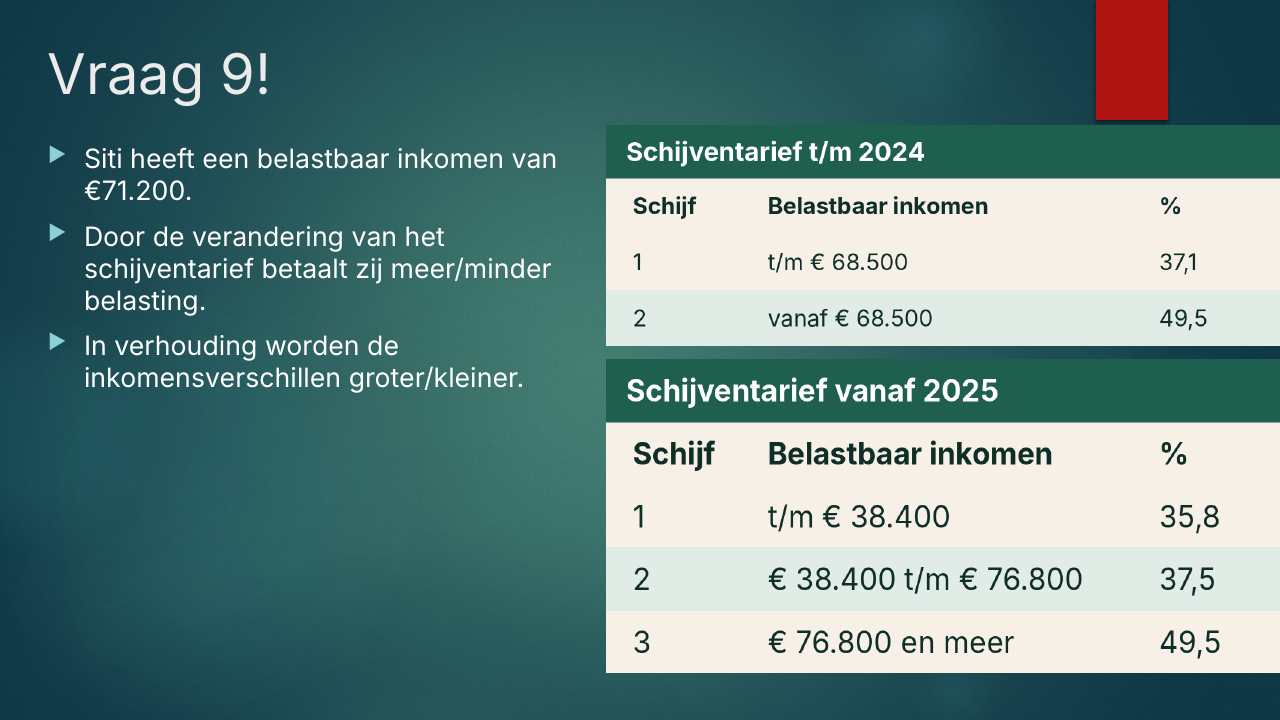 Vraag 9!
Siti heeft een belastbaar inkomen van
€71.200.
Door de verandering van het
schijventarief betaalt zij meer/minder
belasting.
In verhouding worden de
inkomensverschillen groter/kleiner.
Schijventarief t/m 2024
Schijf Belastbaar inkomen %
1 t/m € 68.500 37,1
2 vanaf € 68.500 49,5
Schijventarief vanaf 2025
Schijf Belastbaar inkomen %
1 t/m € 38.400 35,8
2 € 38.400 t/m € 76.800 37,5
3 € 76.800 en meer 49,5